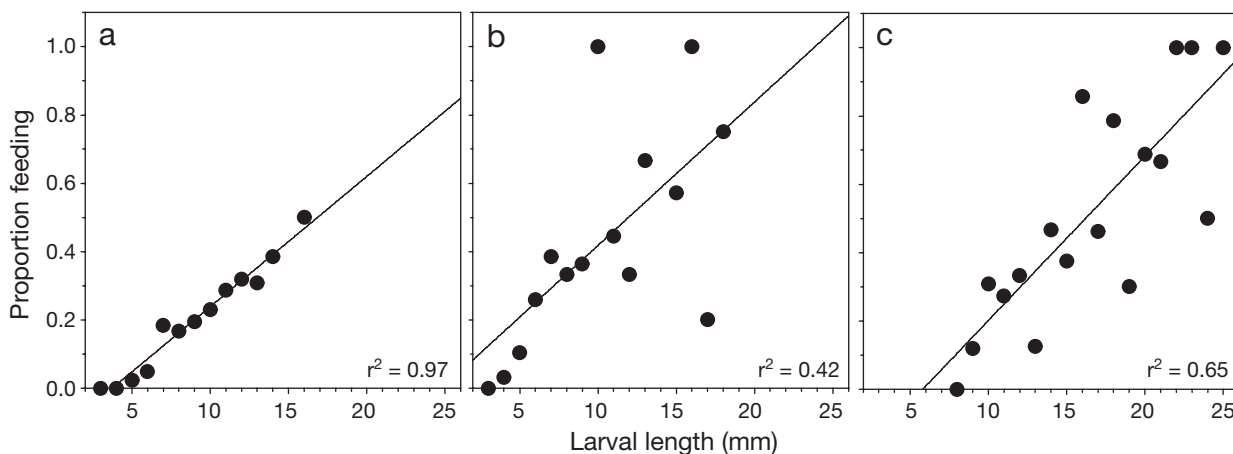 a
b
c
Proportion feeding
1.0
0.8
0.6
0.4
0.2
0.0
r² = 0.97
r² = 0.42
r² = 0.65
5 10 15 20 25
5 10 15 20 25
5 10 15 20 25
Larval length (mm)